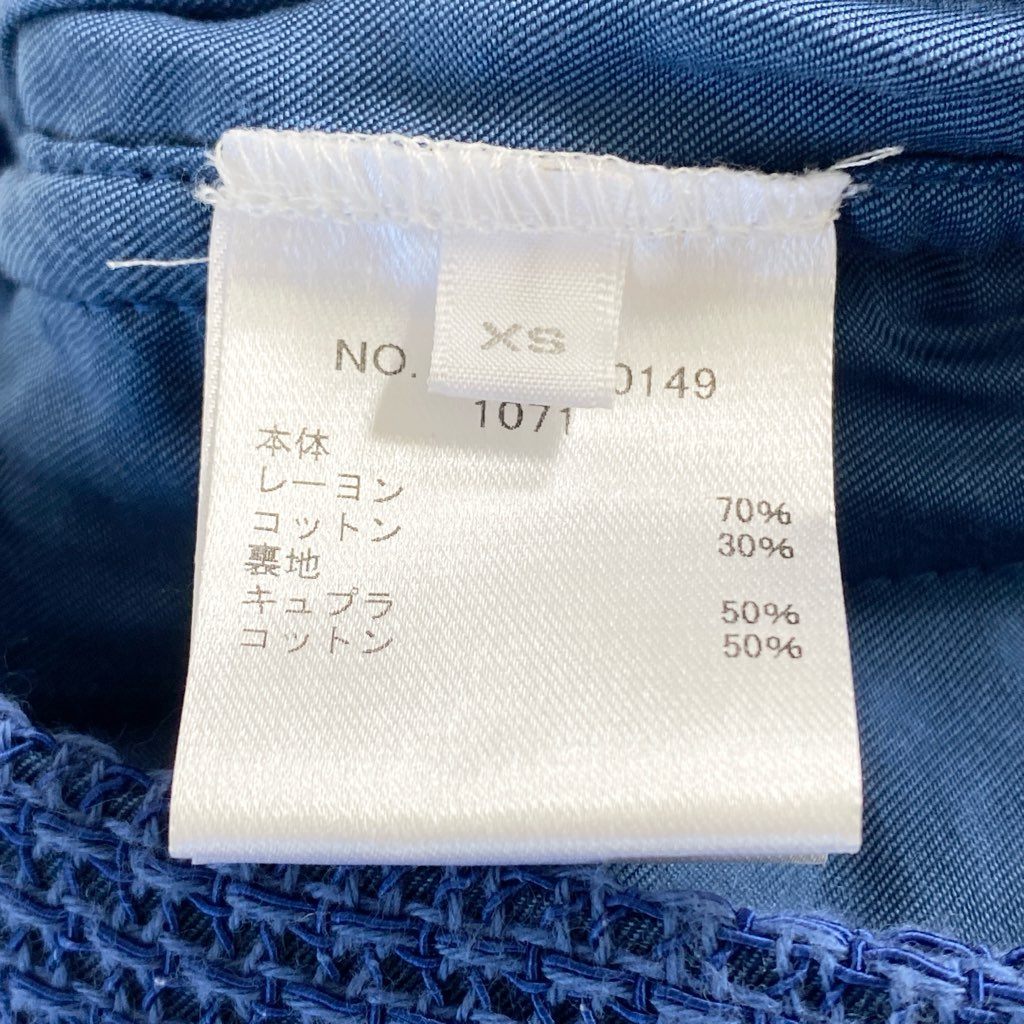 XS
NO. 0149
1071
本体
レーヨン 70%
コットン 30%
裏地
キュプラ 50%
コットン 50%